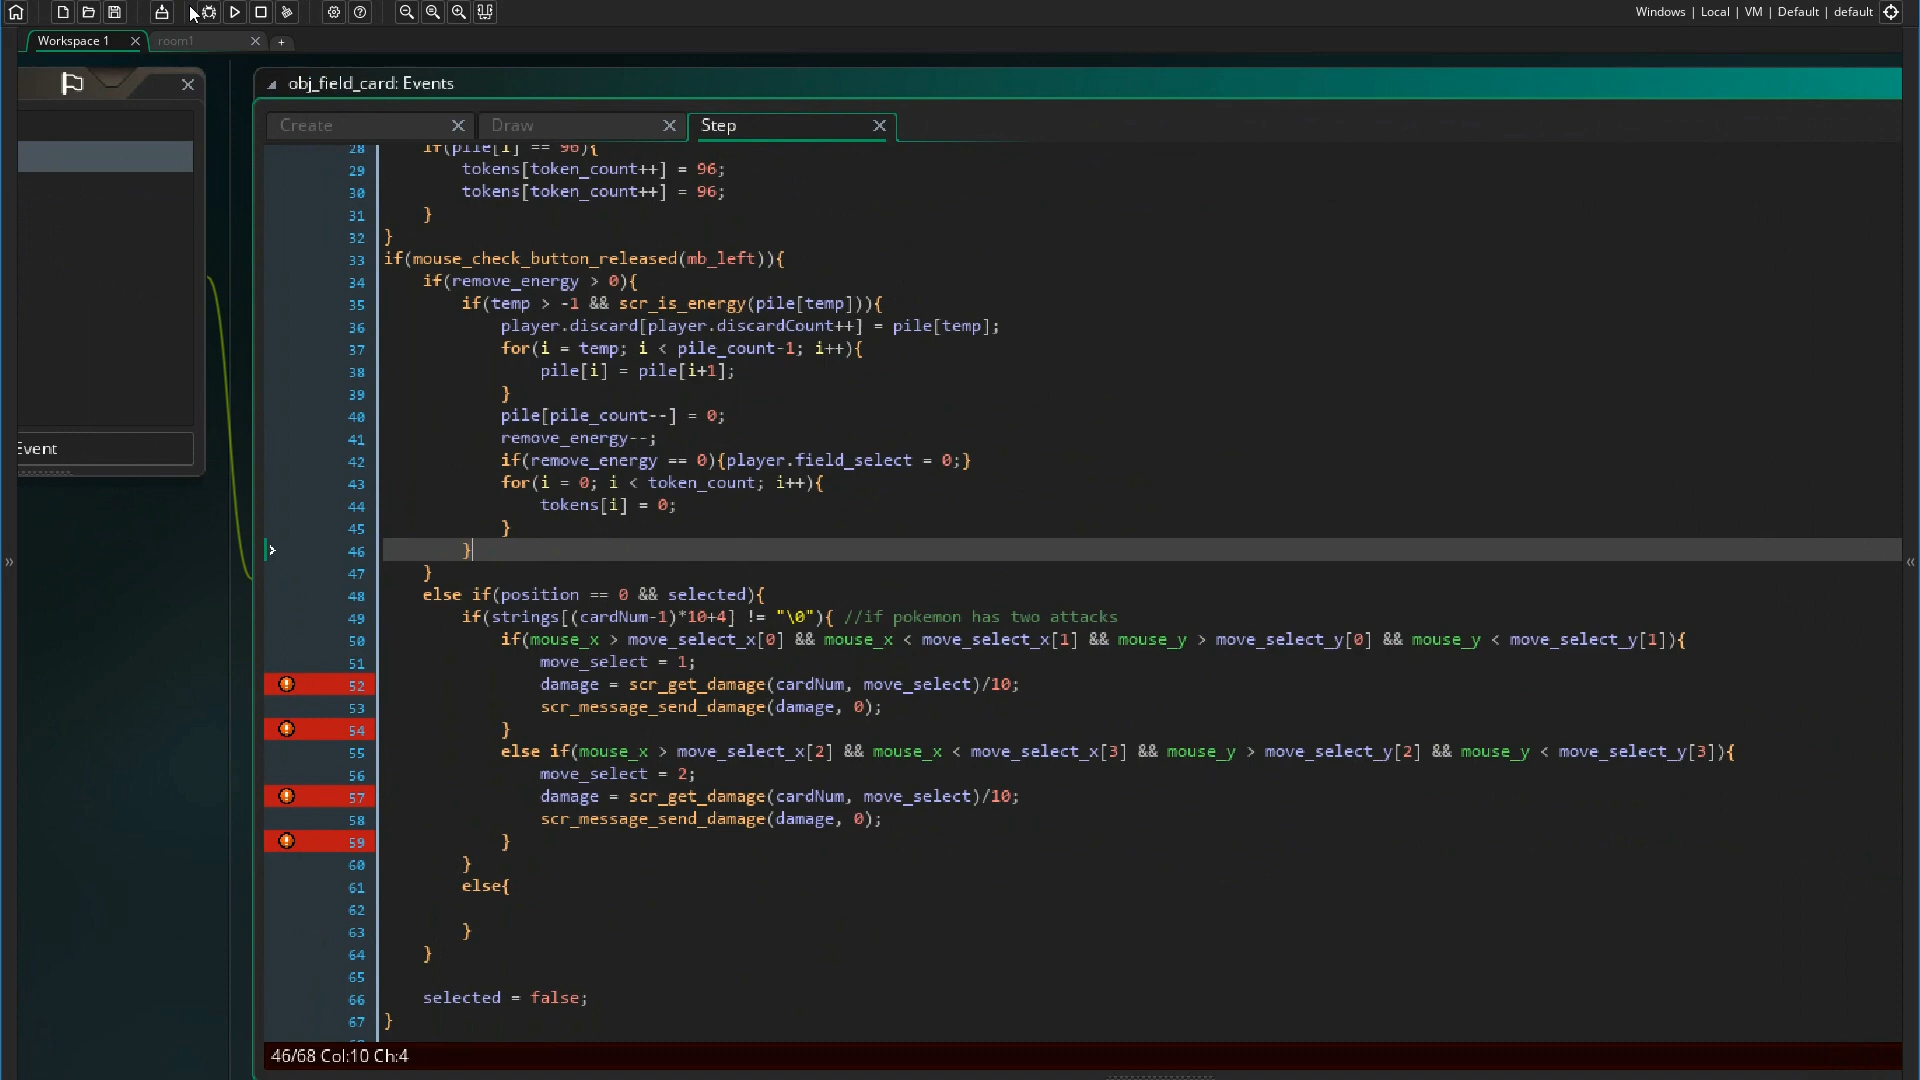 Windows | Local | VM | Default | default
Workspace 1
room1
obj_field_card: Events
Create
Draw
Step
28 if(pile[i] == 96){
29 tokens[token_count++] = 96;
30 tokens[token_count++] = 96;
31 }
32 }
33 if(mouse_check_button_released(mb_left)){
34 if(remove_energy > 0){
35 if(temp > -1 && scr_is_energy(pile[temp])){
36 player.discard[player.discardCount++] = pile[temp];
37 for(i = temp; i < pile_count-1; i++){
38 pile[i] = pile[i+1];
39 }
40 pile[pile_count--] = 0;
41 remove_energy--;
42 if(remove_energy == 0){player.field_select = 0;}
43 for(i = 0; i < token_count; i++){
44 tokens[i] = 0;
45 }
46 }
47 }
48 else if(position == 0 && selected){
49 if(strings[(cardNum-1)*10+4] != "\0"){ //if pokemon has two attacks
50 if(mouse_x > move_select_x[0] && mouse_x < move_select_x[1] && mouse_y > move_select_y[0] && mouse_y < move_select_y[1]){
51 move_select = 1;
52 damage = scr_get_damage(cardNum, move_select)/10;
53 scr_message_send_damage(damage, 0);
54 }
55 else if(mouse_x > move_select_x[2] && mouse_x < move_select_x[3] && mouse_y > move_select_y[2] && mouse_y < move_select_y[3]){
56 move_select = 2;
57 damage = scr_get_damage(cardNum, move_select)/10;
58 scr_message_send_damage(damage, 0);
59 }
60 }
61 else{
62
63 }
64 }
65
66 selected = false;
67 }
Event
46/68 Col:10 Ch:4